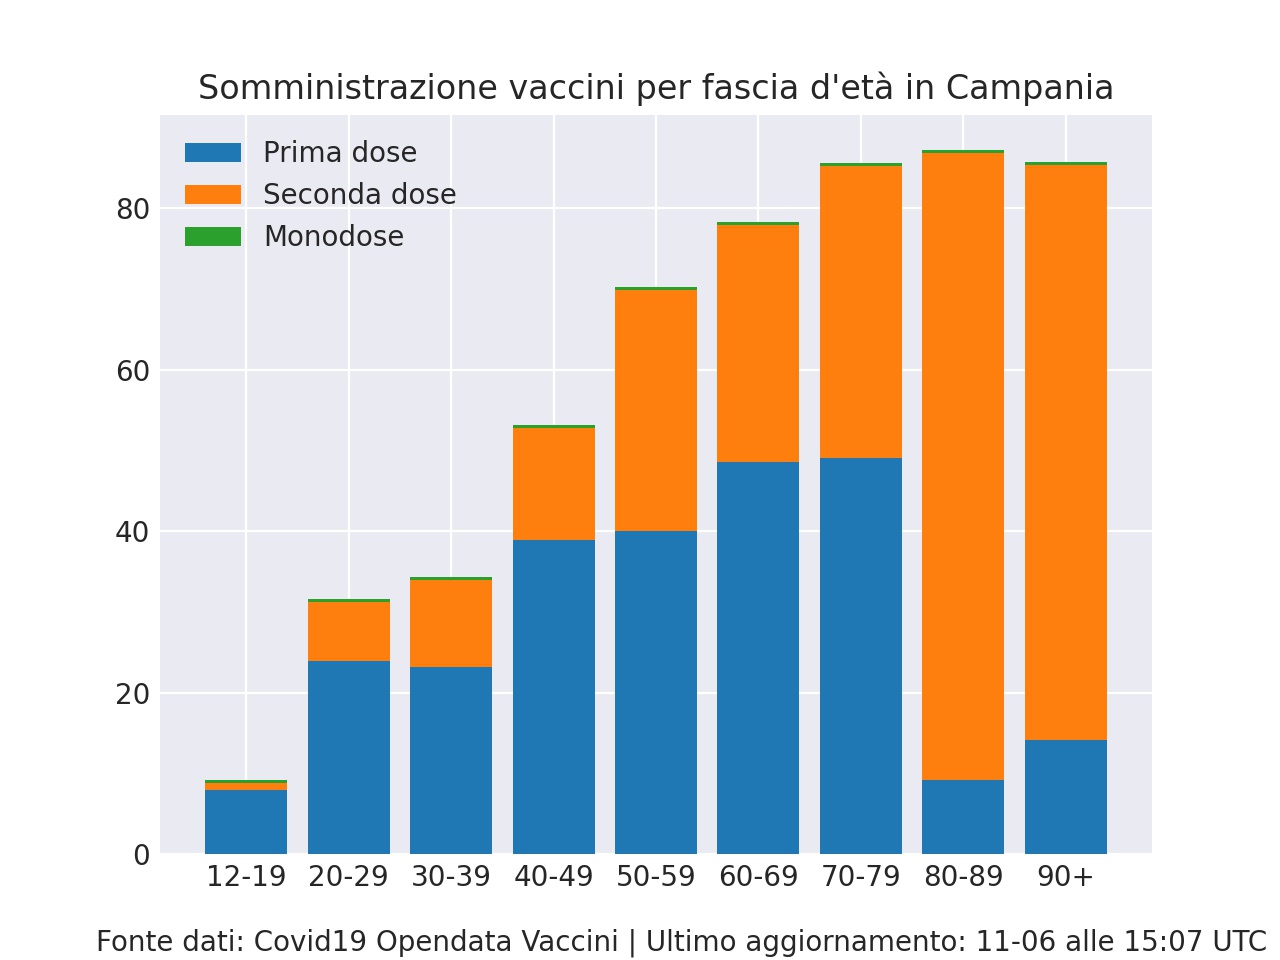 Somministrazione vaccini per fascia d'età in Campania
Prima dose
Seconda dose
Monodose
80
60
40
20
0
12-19 20-29 30-39 40-49 50-59 60-69 70-79 80-89 90+
Fonte dati: Covid19 Opendata Vaccini | Ultimo aggiornamento: 11-06 alle 15:07 UTC